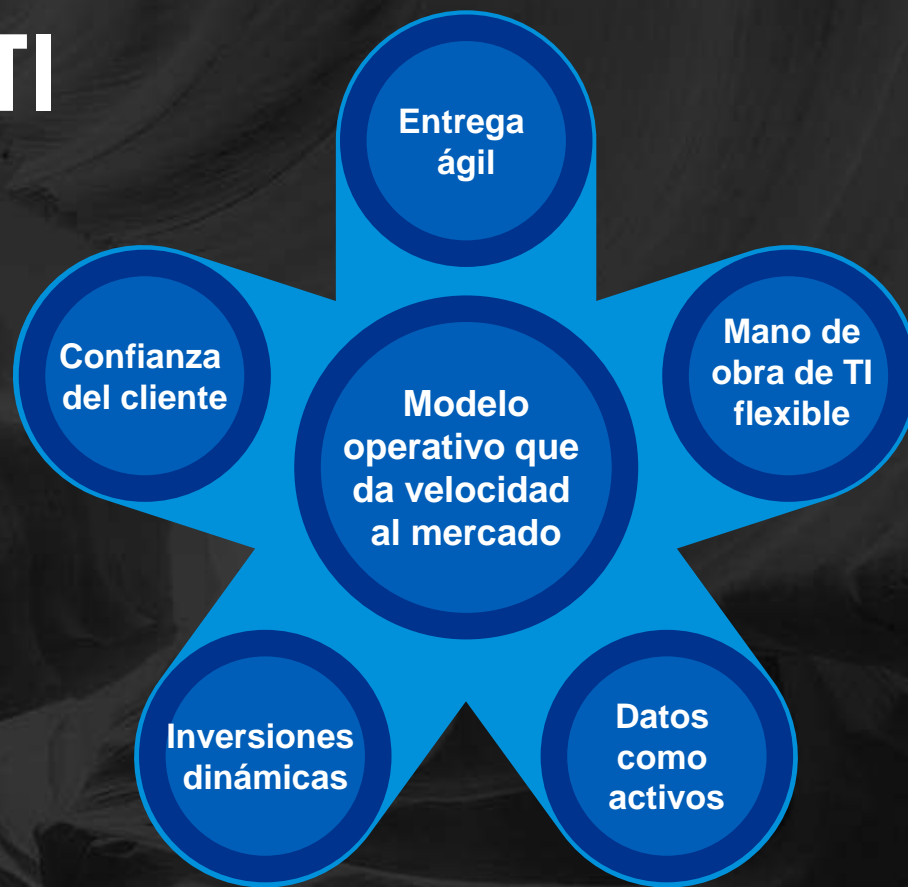 TI
Entrega
ágil
Confianza
del cliente
Mano de
obra de TI
flexible
Modelo
operativo que
da velocidad
al mercado
Inversiones
dinámicas
Datos
como
activos